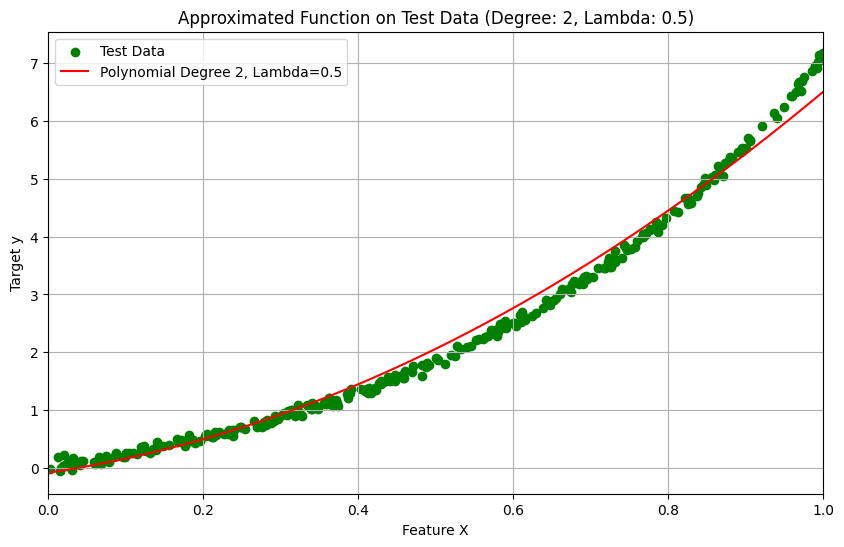 Approximated Function on Test Data (Degree: 2, Lambda: 0.5)
Test Data
Polynomial Degree 2, Lambda=0.5
Target y
7
6
5
4
3
2
1
0
0.0 0.2 0.4 0.6 0.8 1.0
Feature X